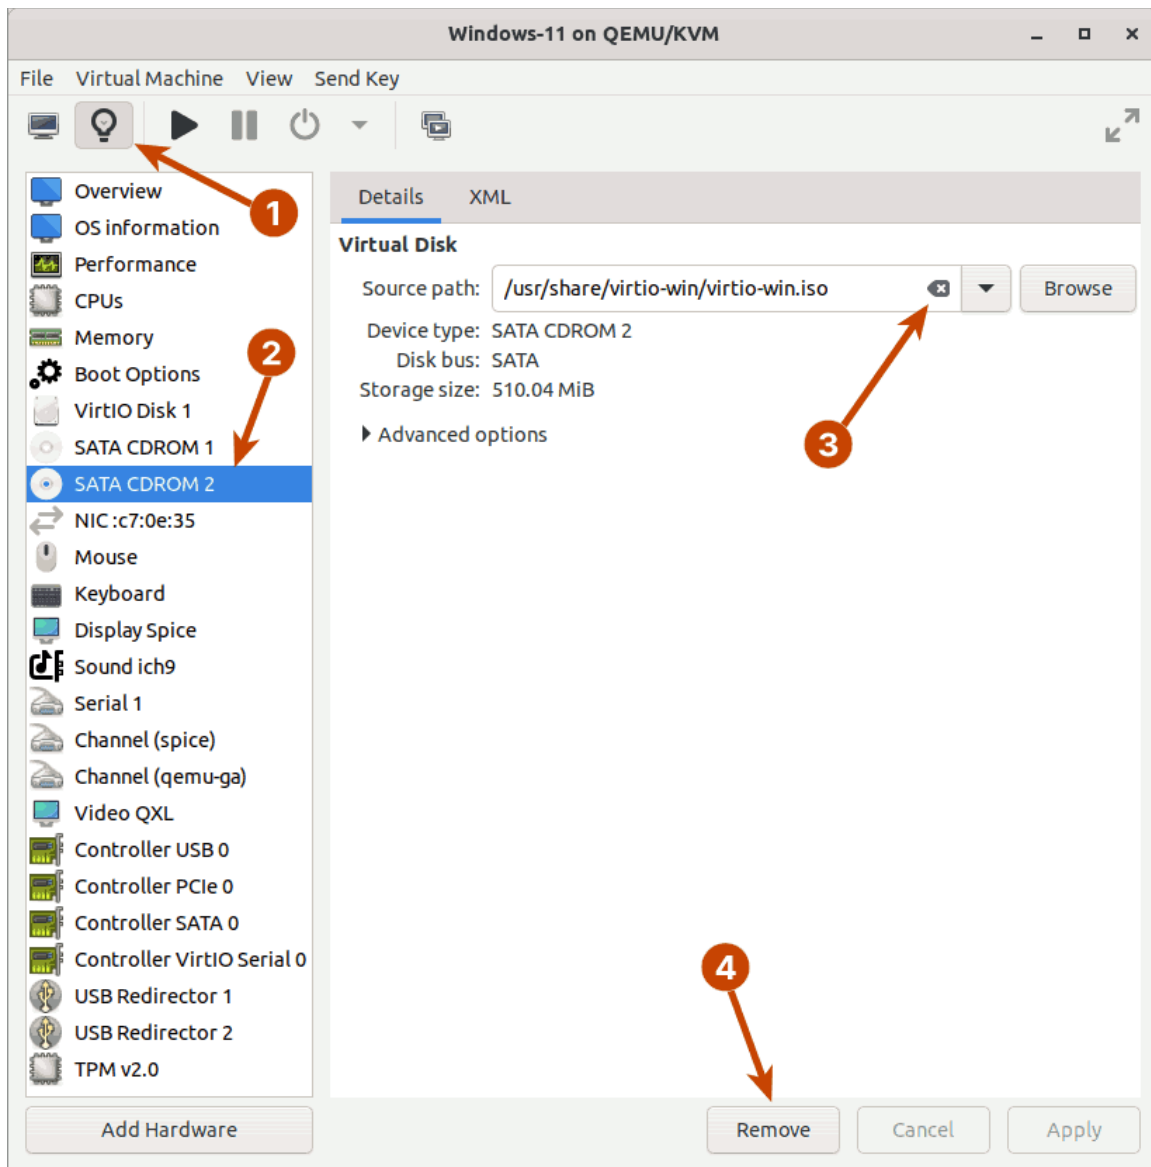 Windows-11 on QEMU/KVM
File Virtual Machine View Send Key
1
Overview
OS information
Performance
CPUs
Memory
Boot Options
VirtIO Disk 1
SATA CDROM 1
SATA CDROM 2
NIC :c7:0e:35
Mouse
Keyboard
Display Spice
Sound ich9
Serial 1
Channel (spice)
Channel (qemu-ga)
Video QXL
Controller USB 0
Controller PCIe 0
Controller SATA 0
Controller VirtIO Serial 0
USB Redirector 1
USB Redirector 2
TPM v2.0
Add Hardware
2
Details XML
Virtual Disk
Source path: /usr/share/virtio-win/virtio-win.iso Browse
Device type: SATA CDROM 2
Disk bus: SATA
Storage size: 510.04 MiB
Advanced options
3
4
Remove Cancel Apply